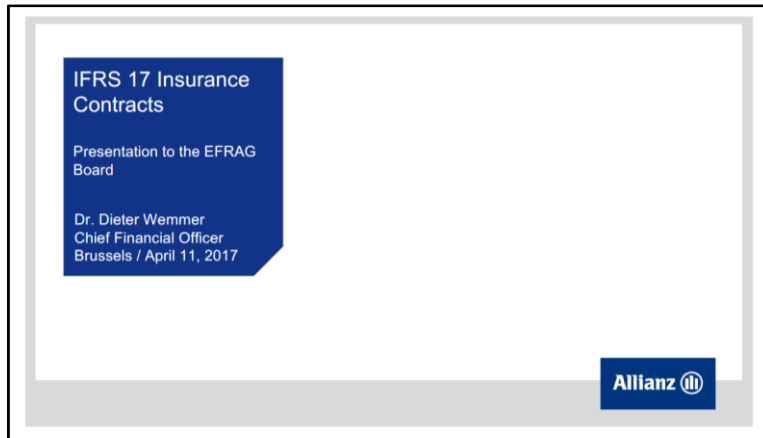 IFRS 17 Insurance
Contracts
Presentation to the EFRAG
Board
Dr. Dieter Wemmer
Chief Financial Officer
Brussels / April 11, 2017
Allianz